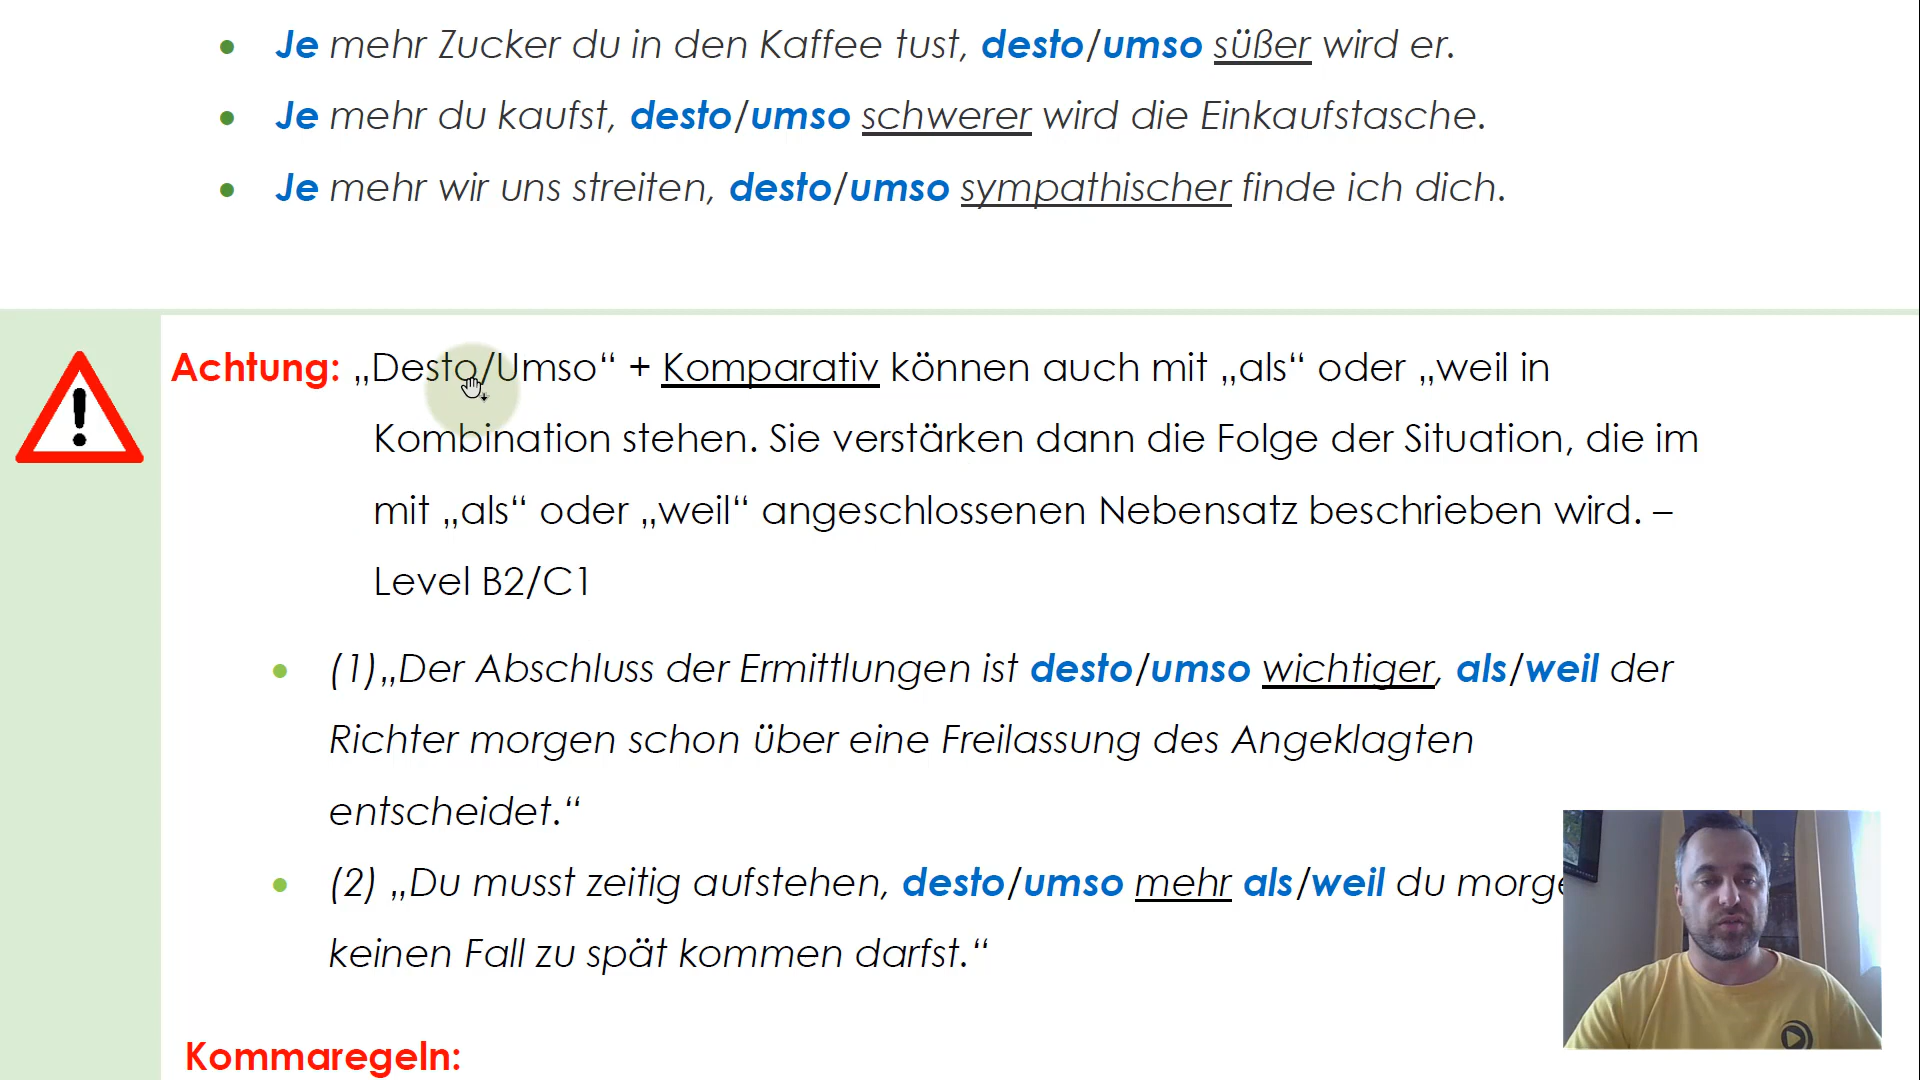 Je mehr Zucker du in den Kaffee tust, desto/umso süßer wird er.
Je mehr du kaufst, desto/umso schwerer wird die Einkaufstasche.
Je mehr wir uns streiten, desto/umso sympathischer finde ich dich.
Achtung: „Desto/Umso“ + Komparativ können auch mit „als“ oder „weil in
Kombination stehen. Sie verstärken dann die Folge der Situation, die im
mit „als“ oder „weil“ angeschlossenen Nebensatz beschrieben wird. –
Level B2/C1
(1)„Der Abschluss der Ermittlungen ist desto/umso wichtiger, als/weil der
Richter morgen schon über eine Freilassung des Angeklagten
entscheidet.“
(2) „Du musst zeitig aufstehen, desto/umso mehr als/weil du
keinen Fall zu spät kommen darfst.“
Kommaregeln: